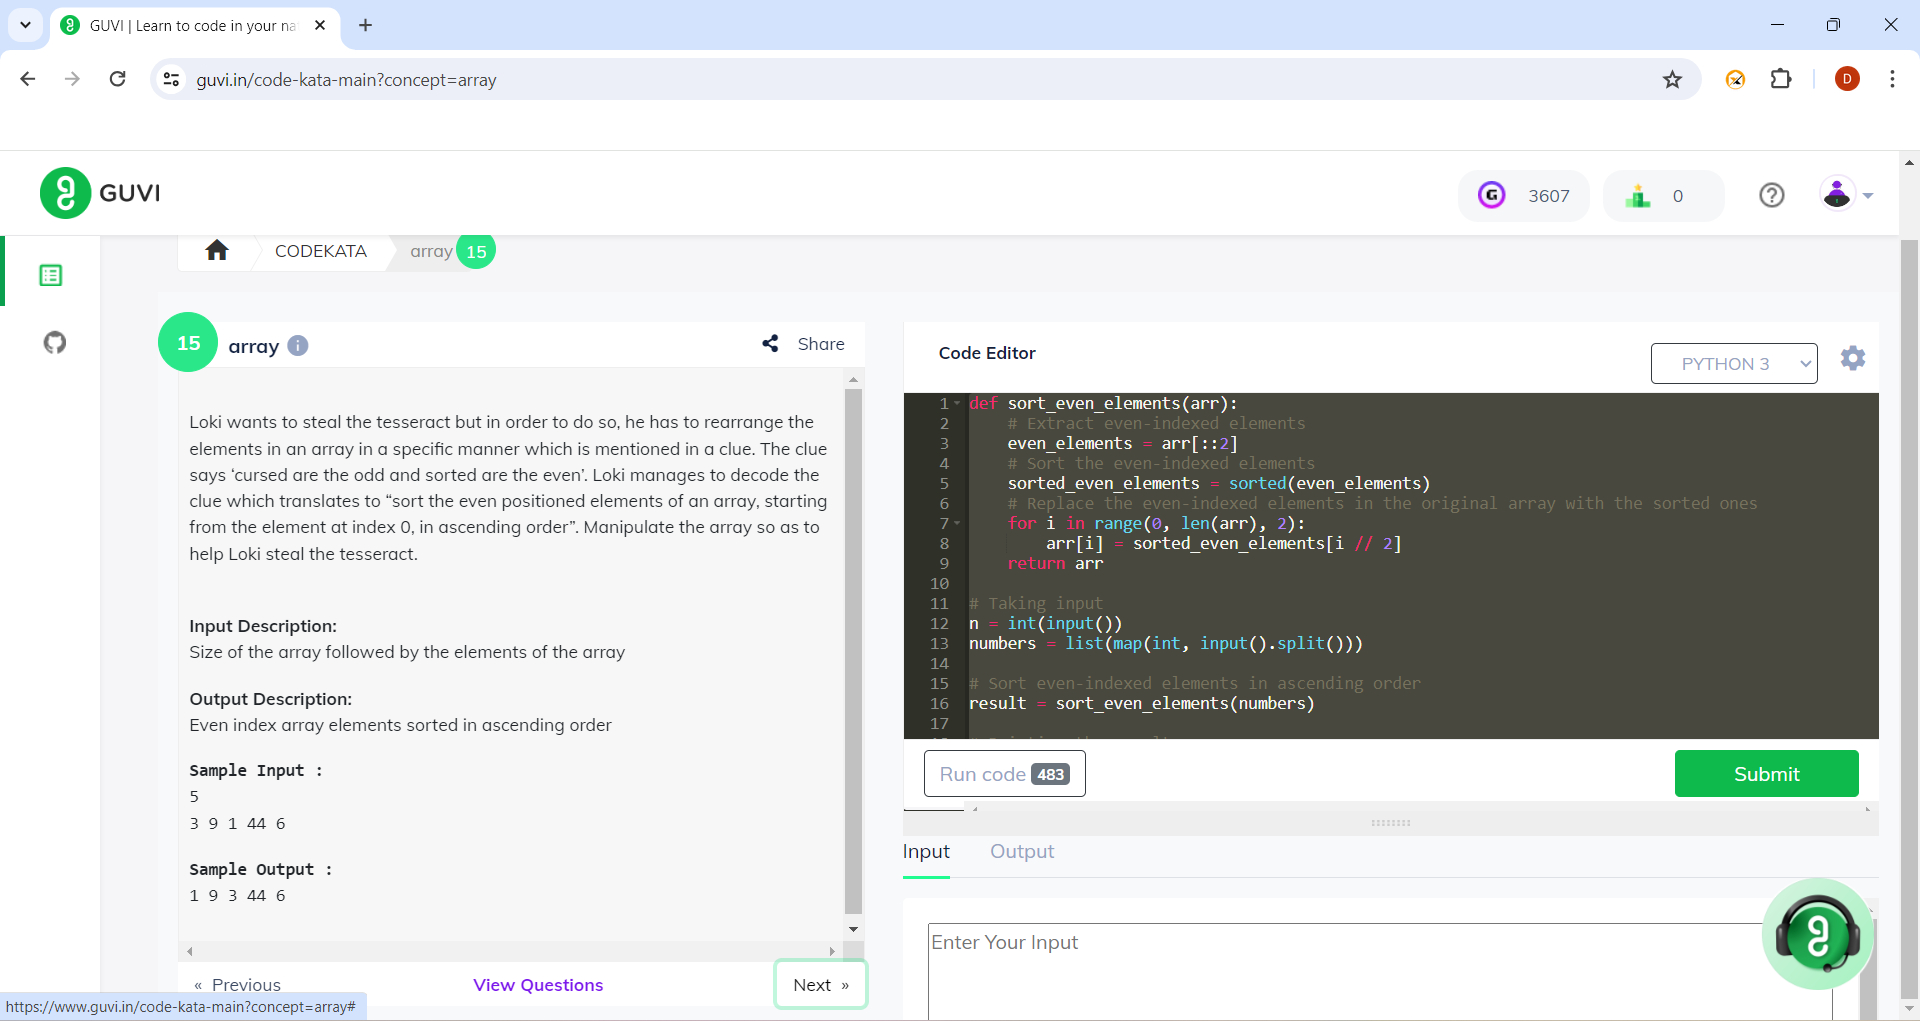 GUVI | Learn to code in your na
guvi.in/code-kata-main?concept=array
D
GUVI
G
3607
0
CODEKATA
array 15
15
array
Share
Loki wants to steal the tesseract but in order to do so, he has to rearrange the
elements in an array in a specific manner which is mentioned in a clue. The clue
says ‘cursed are the odd and sorted are the even’. Loki manages to decode the
clue which translates to “sort the even positioned elements of an array, starting
from the element at index 0, in ascending order”. Manipulate the array so as to
help Loki steal the tesseract.
Input Description:
Size of the array followed by the elements of the array
Output Description:
Even index array elements sorted in ascending order
Sample Input :
5
3 9 1 44 6
Sample Output :
1 9 3 44 6
« Previous
View Questions
Next »
https://www.guvi.in/code-kata-main?concept=array#
Code Editor
PYTHON 3
1 def sort_even_elements(arr):
2     # Extract even-indexed elements
3     even_elements = arr[::2]
4     # Sort the even-indexed elements
5     sorted_even_elements = sorted(even_elements)
6     # Replace the even-indexed elements in the original array with the sorted ones
7     for i in range(0, len(arr), 2):
8         arr[i] = sorted_even_elements[i // 2]
9     return arr
10
11 # Taking input
12 n = int(input())
13 numbers = list(map(int, input().split()))
14
15 # Sort even-indexed elements in ascending order
16 result = sort_even_elements(numbers)
17
Run code 483
Submit
Input
Output
Enter Your Input